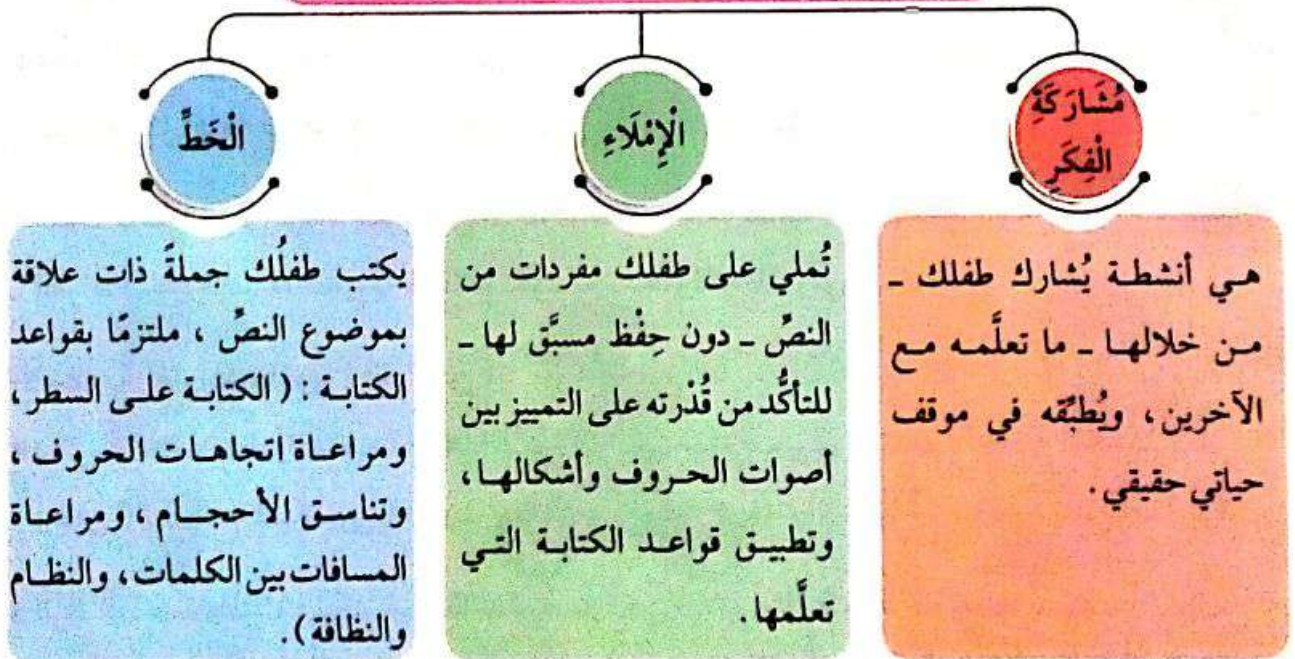 مُشَارَكَةِ
الْفِكَرِ
هي أنشطة يُشارك طفلك ـ
من خلالها ـ ما تعلَّمه مع
الآخرين، ويُطبِّقه في موقف
حياتي حقيقي.
الْإِمْلَاءِ
تُملي على طفلك مفردات من
النصِّ ـ دون حِفْظ مسبَّق لها ـ
للتأكُّد من قُدْرته على التمييز بين
أصوات الحروف وأشكالها،
وتطبيق قواعد الكتابة التي
تعلَّمها.
الْخَطِّ
يكتب طفلُك جملةً ذات علاقة
بموضوع النصِّ ، ملتزمًا بقواعد
الكتابة : ( الكتابة على السطر ،
ومراعاة اتجاهات الحروف ،
وتناسق الأحجام ، ومراعاة
المسافات بين الكلمات ، والنظام
والنظافة ).